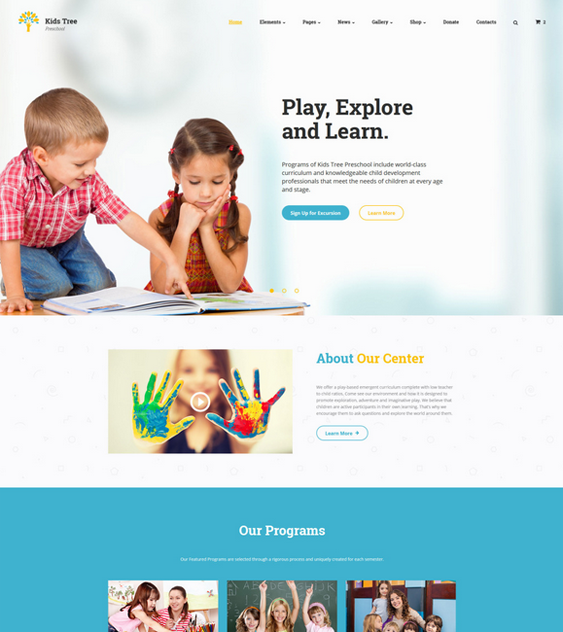 Kids Tree
Preschool
Home Elements Pages News Gallery Shop Donate Contacts 2
Play, Explore
and Learn.
Programs of Kids Tree Preschool include world-class
curriculum and knowledgeable child development
professionals that meet the needs of children at every age
and stage.
Sign Up for Excursion Learn More
About Our Center
We offer a play-based emergent curriculum compete with low teacher
to child ratios. Come see our environment and how it is designed to
promote exploration, adventure and imaginative play. We believe that
children are active participants in their own learning. That's why we
encourage them to ask questions and explore the world around them.
Learn More
Our Programs
Our Featured Programs are selected through a rigorous process and uniquely created for each semester.